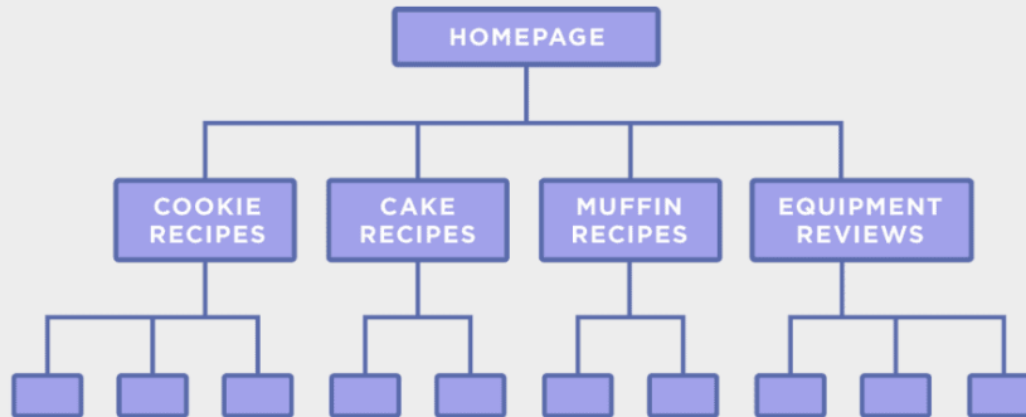 HOMEPAGE
COOKIE
RECIPES
CAKE
RECIPES
MUFFIN
RECIPES
EQUIPMENT
REVIEWS